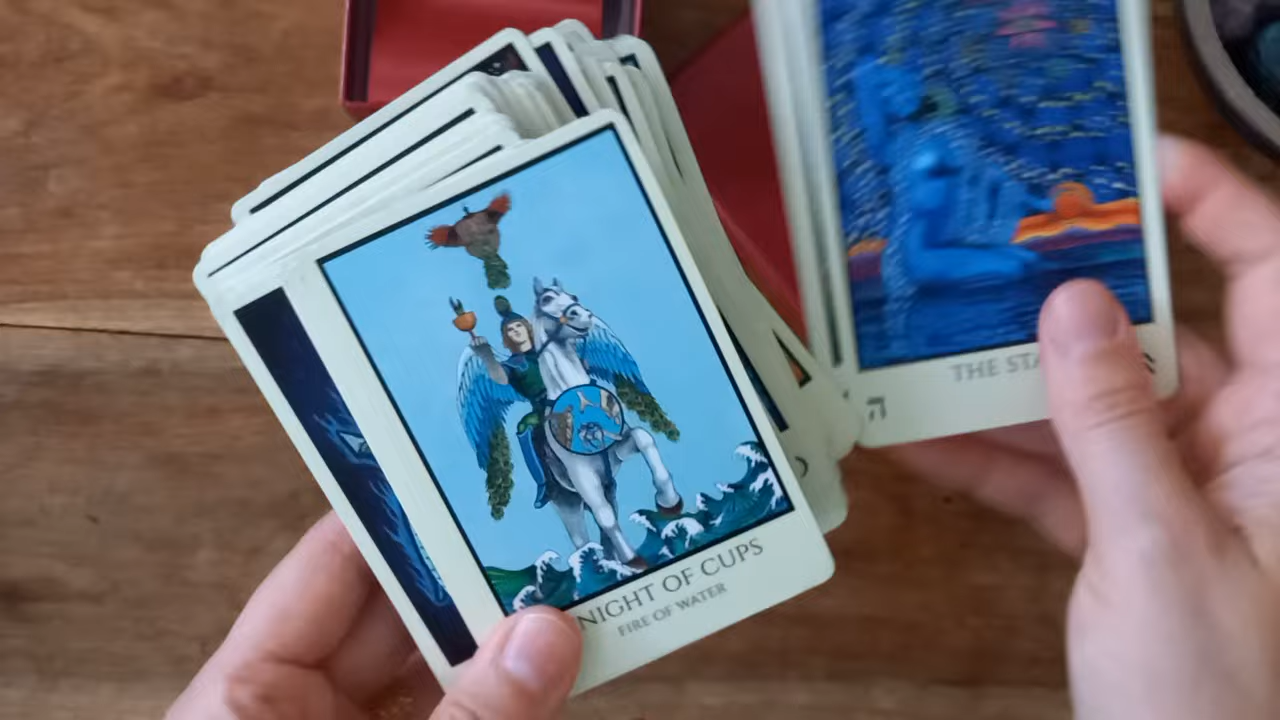 NIGHT OF CUPS
FIRE OF WATER
THE STA
ה